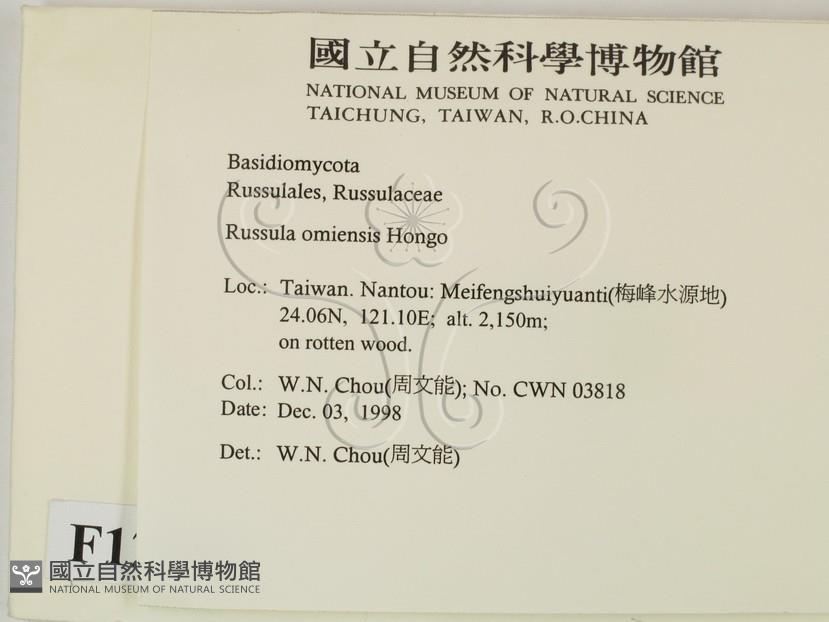 國立自然科學博物館
NATIONAL MUSEUM OF NATURAL SCIENCE
TAICHUNG, TAIWAN, R.O.CHINA
Basidiomycota
Russulales, Russulaceae
Russula omiensis Hongo
Loc.: Taiwan. Nantou: Meifengshuiyuanti(梅峰水源地)
24.06N, 121.10E; alt. 2,150m;
on rotten wood.
Col.: W.N. Chou(周文能); No. CWN 03818
Date: Dec. 03, 1998
Det.: W.N. Chou(周文能)
國立自然科學博物館
NATIONAL MUSEUM OF NATURAL SCIENCE